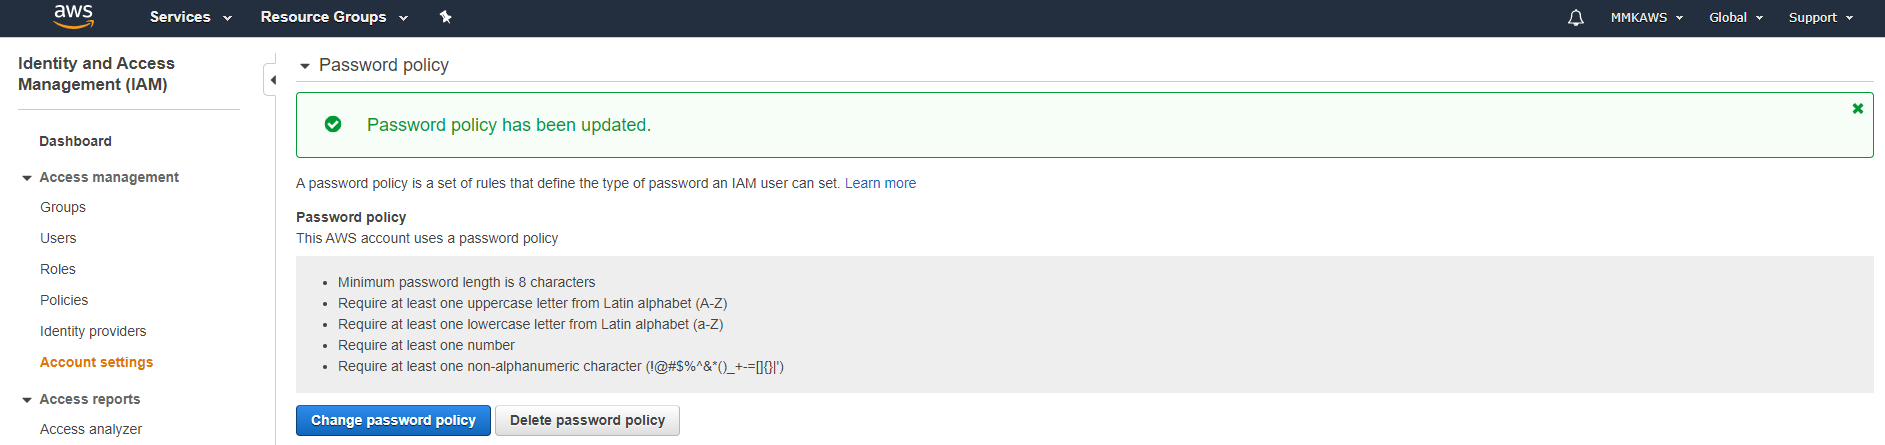 aws Services Resource Groups MMKAWS Global Support
Identity and Access
Management (IAM)
Dashboard
Access management
Groups
Users
Roles
Policies
Identity providers
Account settings
Access reports
Access analyzer
Password policy
Password policy has been updated.
A password policy is a set of rules that define the type of password an IAM user can set. Learn more
Password policy
This AWS account uses a password policy
• Minimum password length is 8 characters
• Require at least one uppercase letter from Latin alphabet (A-Z)
• Require at least one lowercase letter from Latin alphabet (a-Z)
• Require at least one number
• Require at least one non-alphanumeric character (!@#$%^&*()_+-=[]{}|')
Change password policy Delete password policy